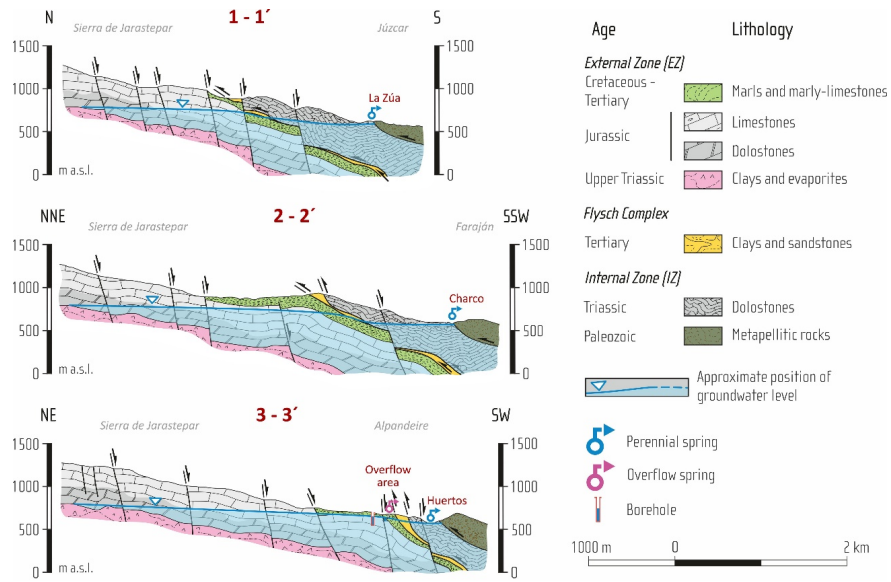 N
1 - 1´
S
Sierra de Jarastepar
Júzcar
1500
1500
1000
1000
La Zúa
500
500
0
m a.s.l.
0
NNE
2 - 2´
SSW
Sierra de Jarastepar
Faraján
1500
1500
1000
1000
Charco
500
500
0
m a.s.l.
0
NE
3 - 3´
SW
Sierra de Jarastepar
Alpandeire
1500
1500
Overflow
area
1000
1000
Huertos
500
500
0
m a.s.l.
0
Age
Lithology
External Zone (EZ)
Cretaceous -
Tertiary
Marls and marly-limestones
Jurassic
Limestones
Dolostones
Upper Triassic
Clays and evaporites
Flysch Complex
Tertiary
Clays and sandstones
Internal Zone (IZ)
Triassic
Dolostones
Paleozoic
Metapellitic rocks
Approximate position of
groundwater level
Perennial spring
Overflow spring
Borehole
1000 m
0
2 km